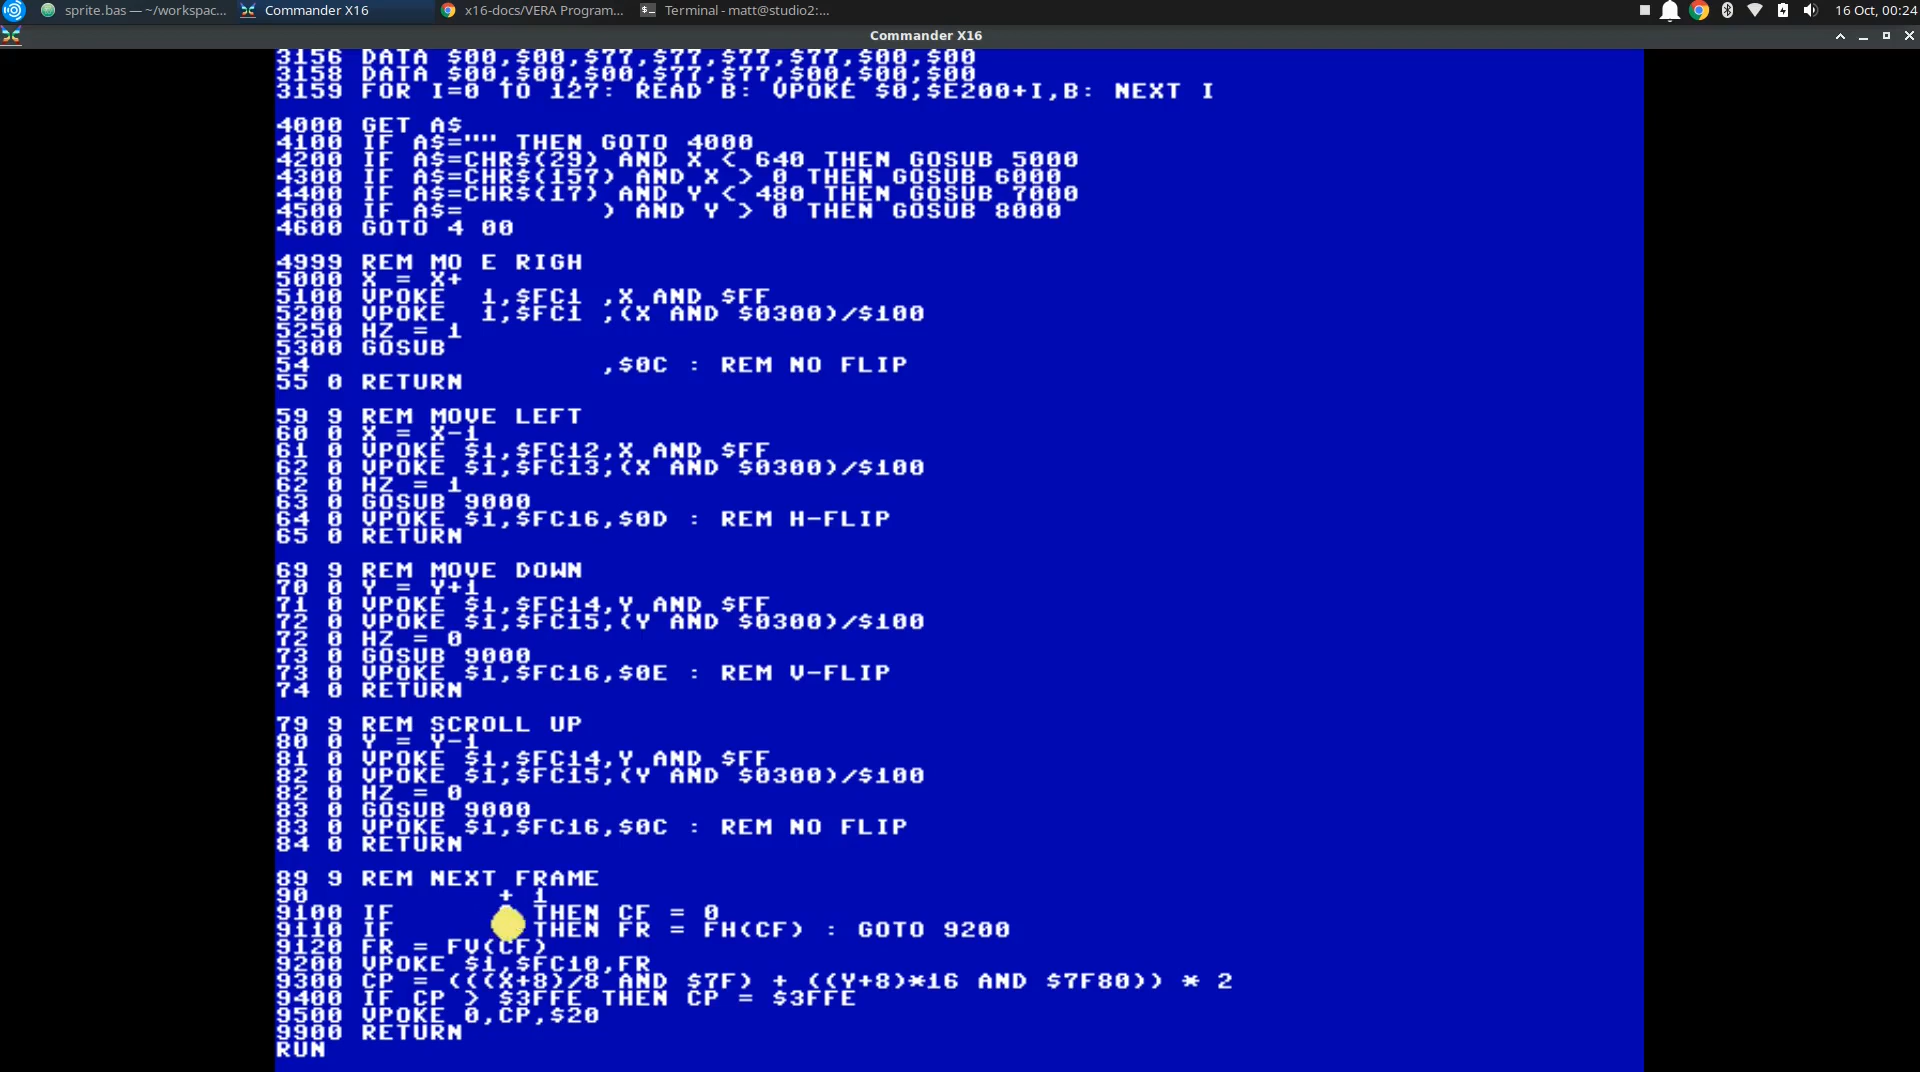 sprite.bas — ~/workspac...
Commander X16
x16-docs/VERA Program...
Terminal - matt@studio2:...
16 Oct, 00:24
Commander X16
3156 DATA $00,$00,$77,$77,$77,$77,$00,$00
3158 DATA $00,$00,$00,$77,$77,$00,$00,$00
3159 FOR I=0 TO 127: READ B: VPOKE $0,$E200+I,B: NEXT I
4000 GET A$
4100 IF A$="" THEN GOTO 4000
4200 IF A$=CHR$(29) AND X < 640 THEN GOSUB 5000
4300 IF A$=CHR$(157) AND X > 0 THEN GOSUB 6000
4400 IF A$=CHR$(17) AND Y < 480 THEN GOSUB 7000
4500 IF A$= ) AND Y > 0 THEN GOSUB 8000
4600 GOTO 4 00
4999 REM MO E RIGH
5000 X = X+
5100 VPOKE 1,$FC1 ,X AND $FF
5200 VPOKE 1,$FC1 ,(X AND $0300)/$100
5250 HZ = 1
5300 GOSUB
54 ,$0C : REM NO FLIP
55 0 RETURN
59 9 REM MOVE LEFT
60 0 X = X-1
61 0 VPOKE $1,$FC12,X AND $FF
62 0 VPOKE $1,$FC13,(X AND $0300)/$100
62 0 HZ = 1
63 0 GOSUB 9000
64 0 VPOKE $1,$FC16,$0D : REM H-FLIP
65 0 RETURN
69 9 REM MOVE DOWN
70 0 Y = Y+1
71 0 VPOKE $1,$FC14,Y AND $FF
72 0 VPOKE $1,$FC15,(Y AND $0300)/$100
72 0 HZ = 0
73 0 GOSUB 9000
73 0 VPOKE $1,$FC16,$0E : REM V-FLIP
74 0 RETURN
79 9 REM SCROLL UP
80 0 Y = Y-1
81 0 VPOKE $1,$FC14,Y AND $FF
82 0 VPOKE $1,$FC15,(Y AND $0300)/$100
82 0 HZ = 0
83 0 GOSUB 9000
83 0 VPOKE $1,$FC16,$0C : REM NO FLIP
84 0 RETURN
89 9 REM NEXT FRAME
90 + 1
9100 IF THEN CF = 0
9110 IF THEN FR = FH(CF) : GOTO 9200
9120 FR = FV(CF)
9200 VPOKE $1,$FC10,FR
9300 CP = (((X+8)/8 AND $7F) + ((Y+8)*16 AND $7F80)) * 2
9400 IF CP > $3FFE THEN CP = $3FFE
9500 VPOKE 0,CP,$20
9900 RETURN
RUN